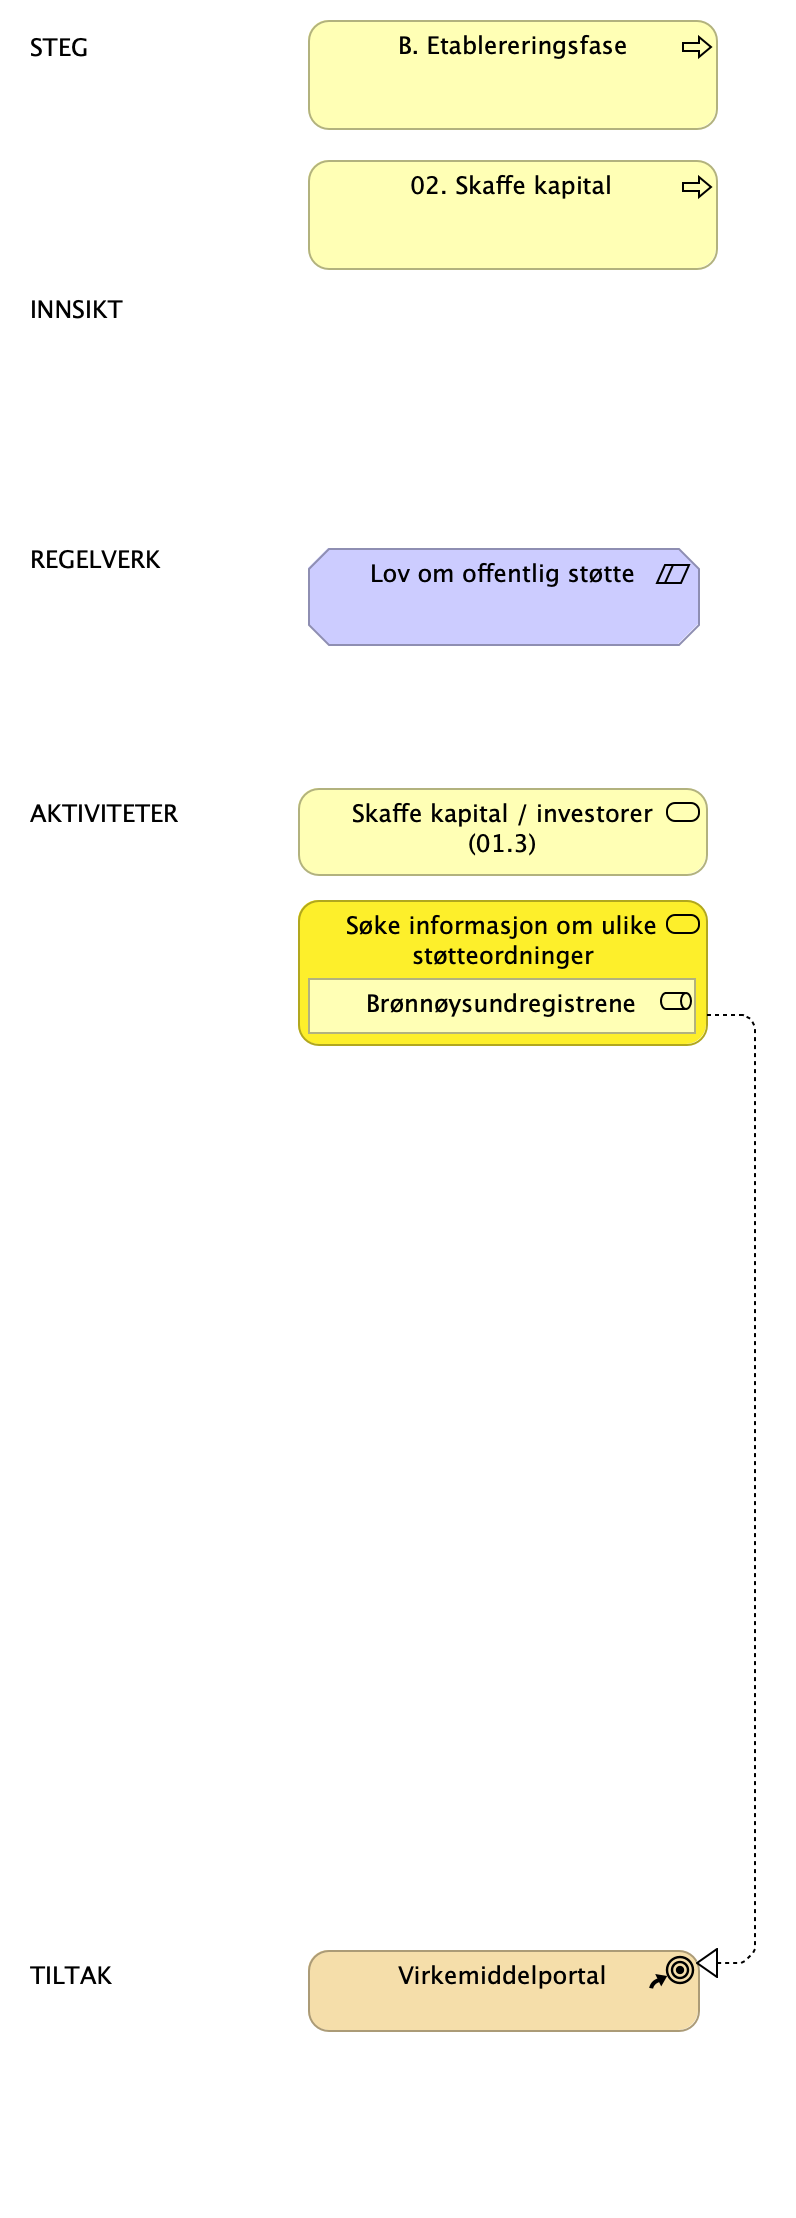 STEG
B. Etablereringsfase
02. Skaffe kapital
INNSIKT
REGELVERK
Lov om offentlig støtte
AKTIVITETER
Skaffe kapital / investorer
(01.3)
Søke informasjon om ulike
støtteordninger
Brønnøysundregistrene
TILTAK
Virkemiddelportal